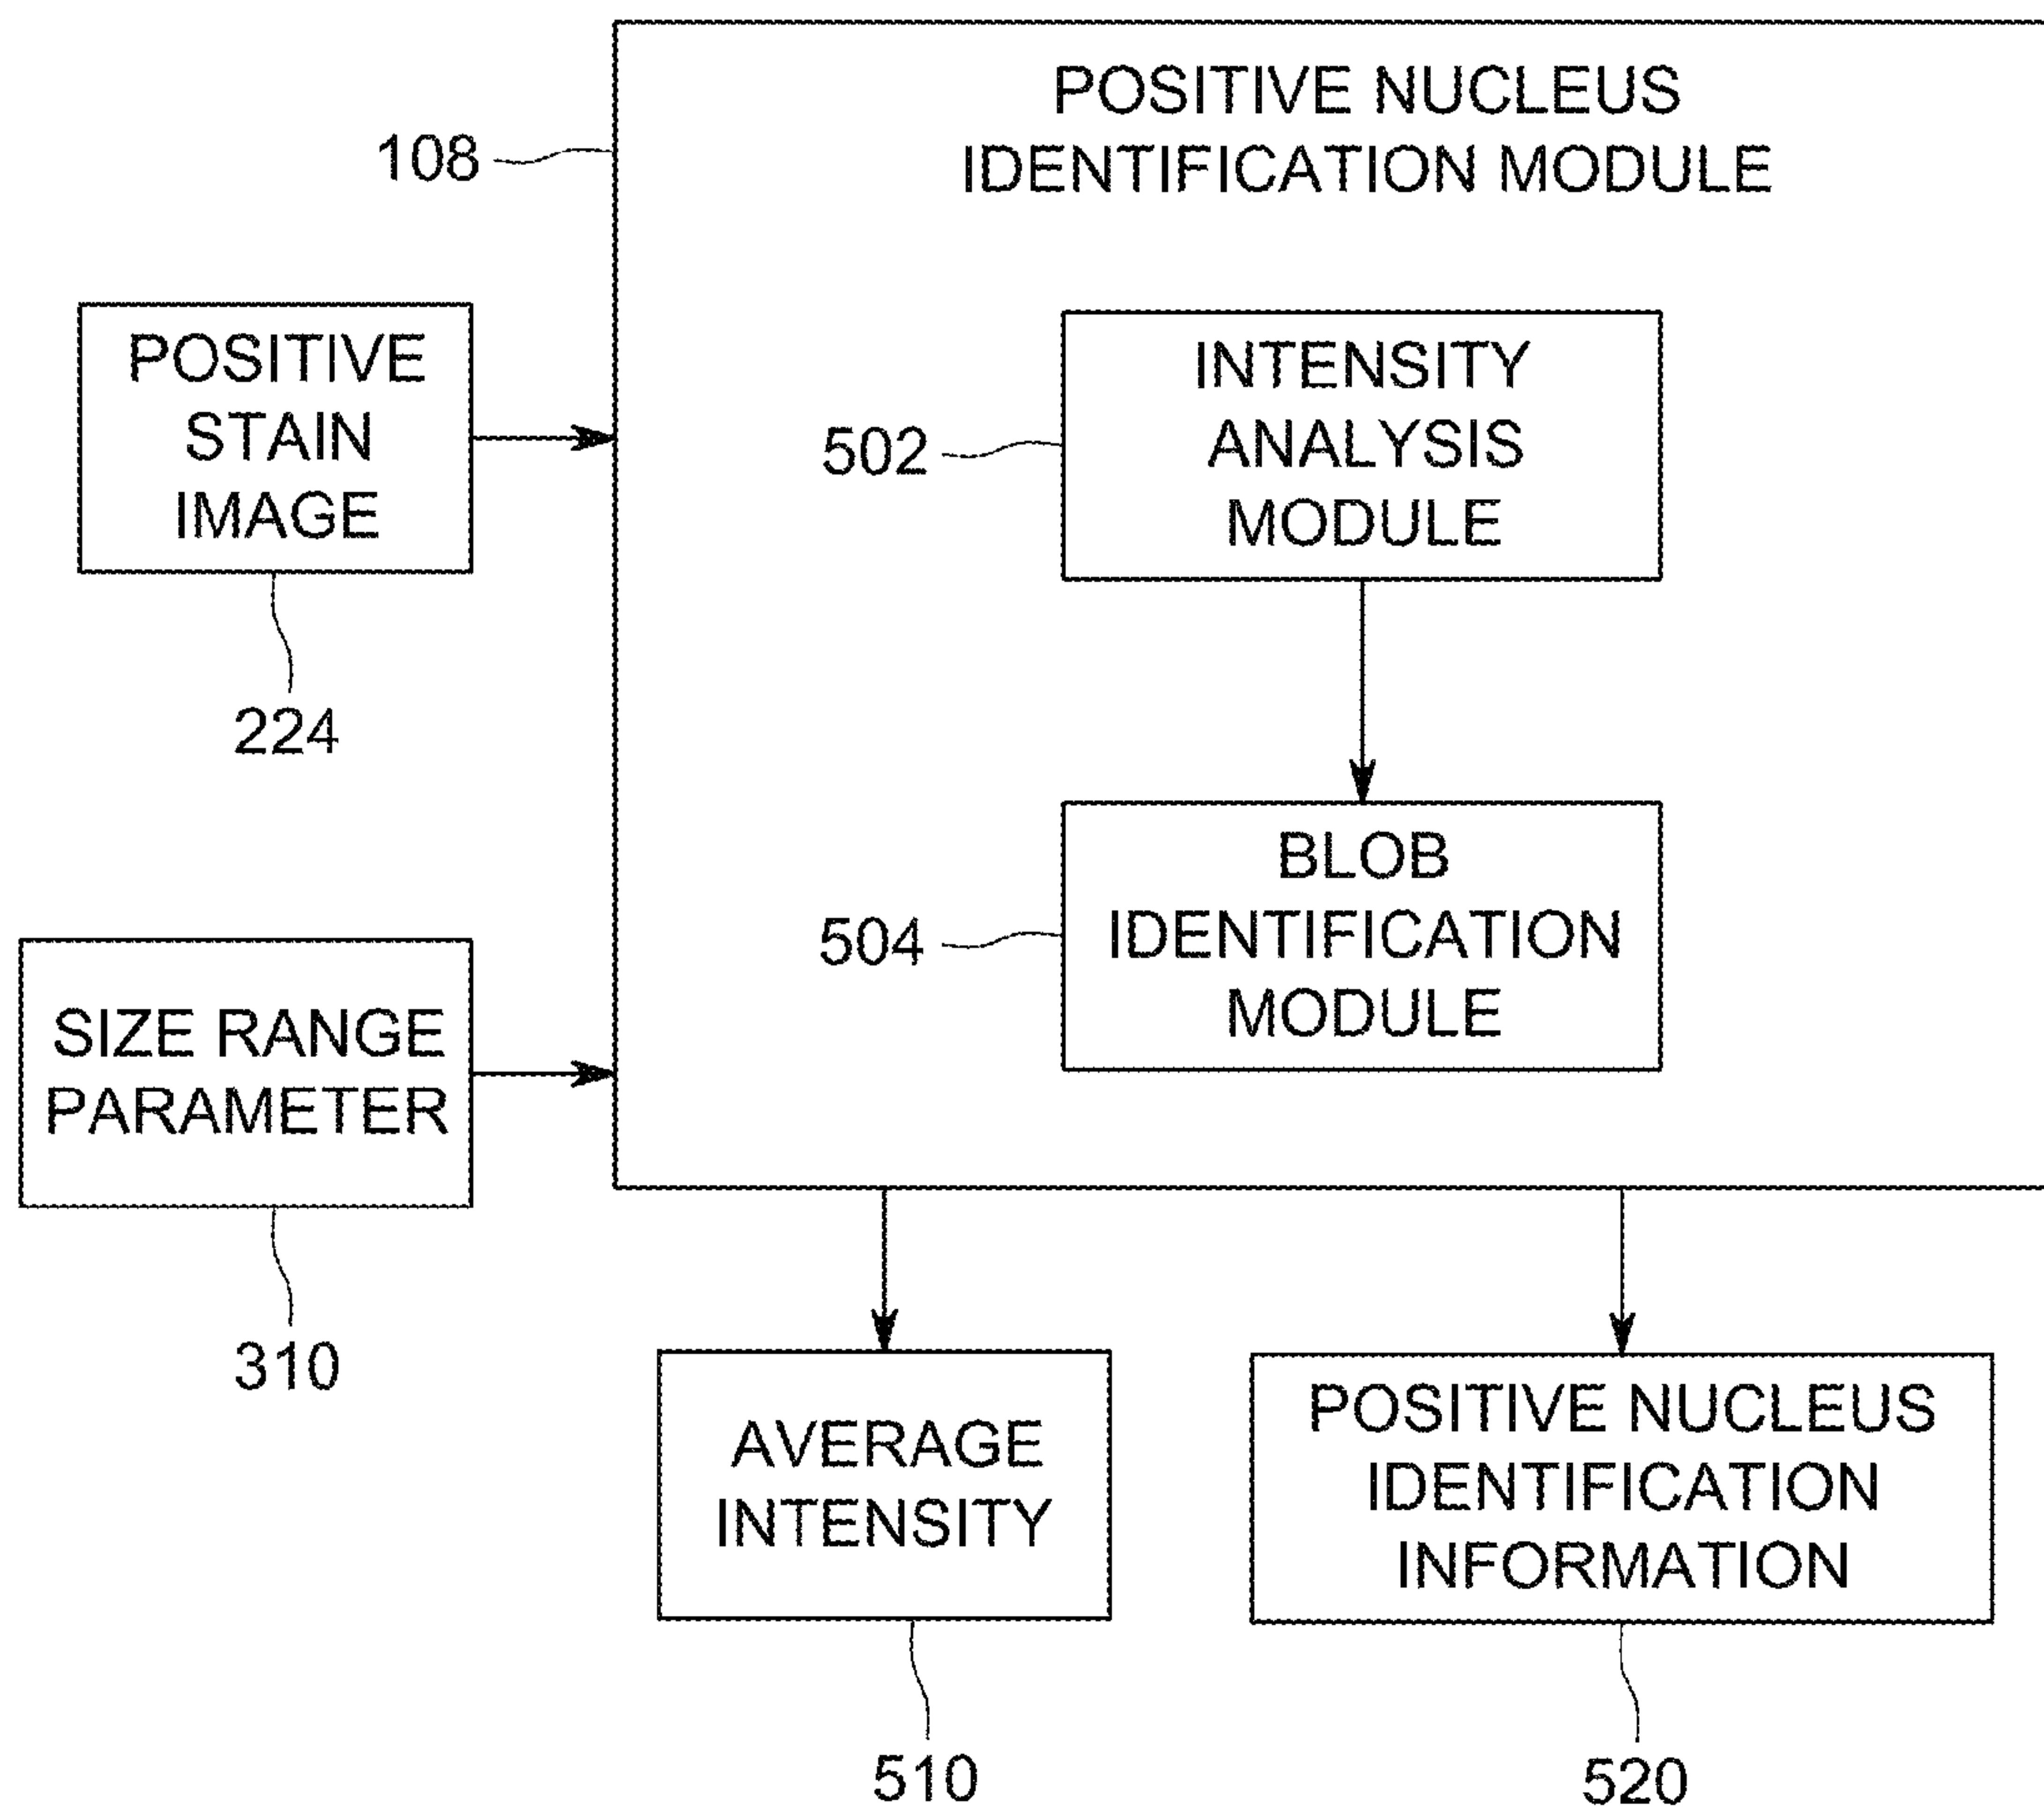 POSITIVE NUCLEUS
IDENTIFICATION MODULE
108
POSITIVE
STAIN
IMAGE
224
INTENSITY
ANALYSIS
MODULE
502
BLOB
IDENTIFICATION
MODULE
504
SIZE RANGE
PARAMETER
310
AVERAGE
INTENSITY
510
POSITIVE NUCLEUS
IDENTIFICATION
INFORMATION
520